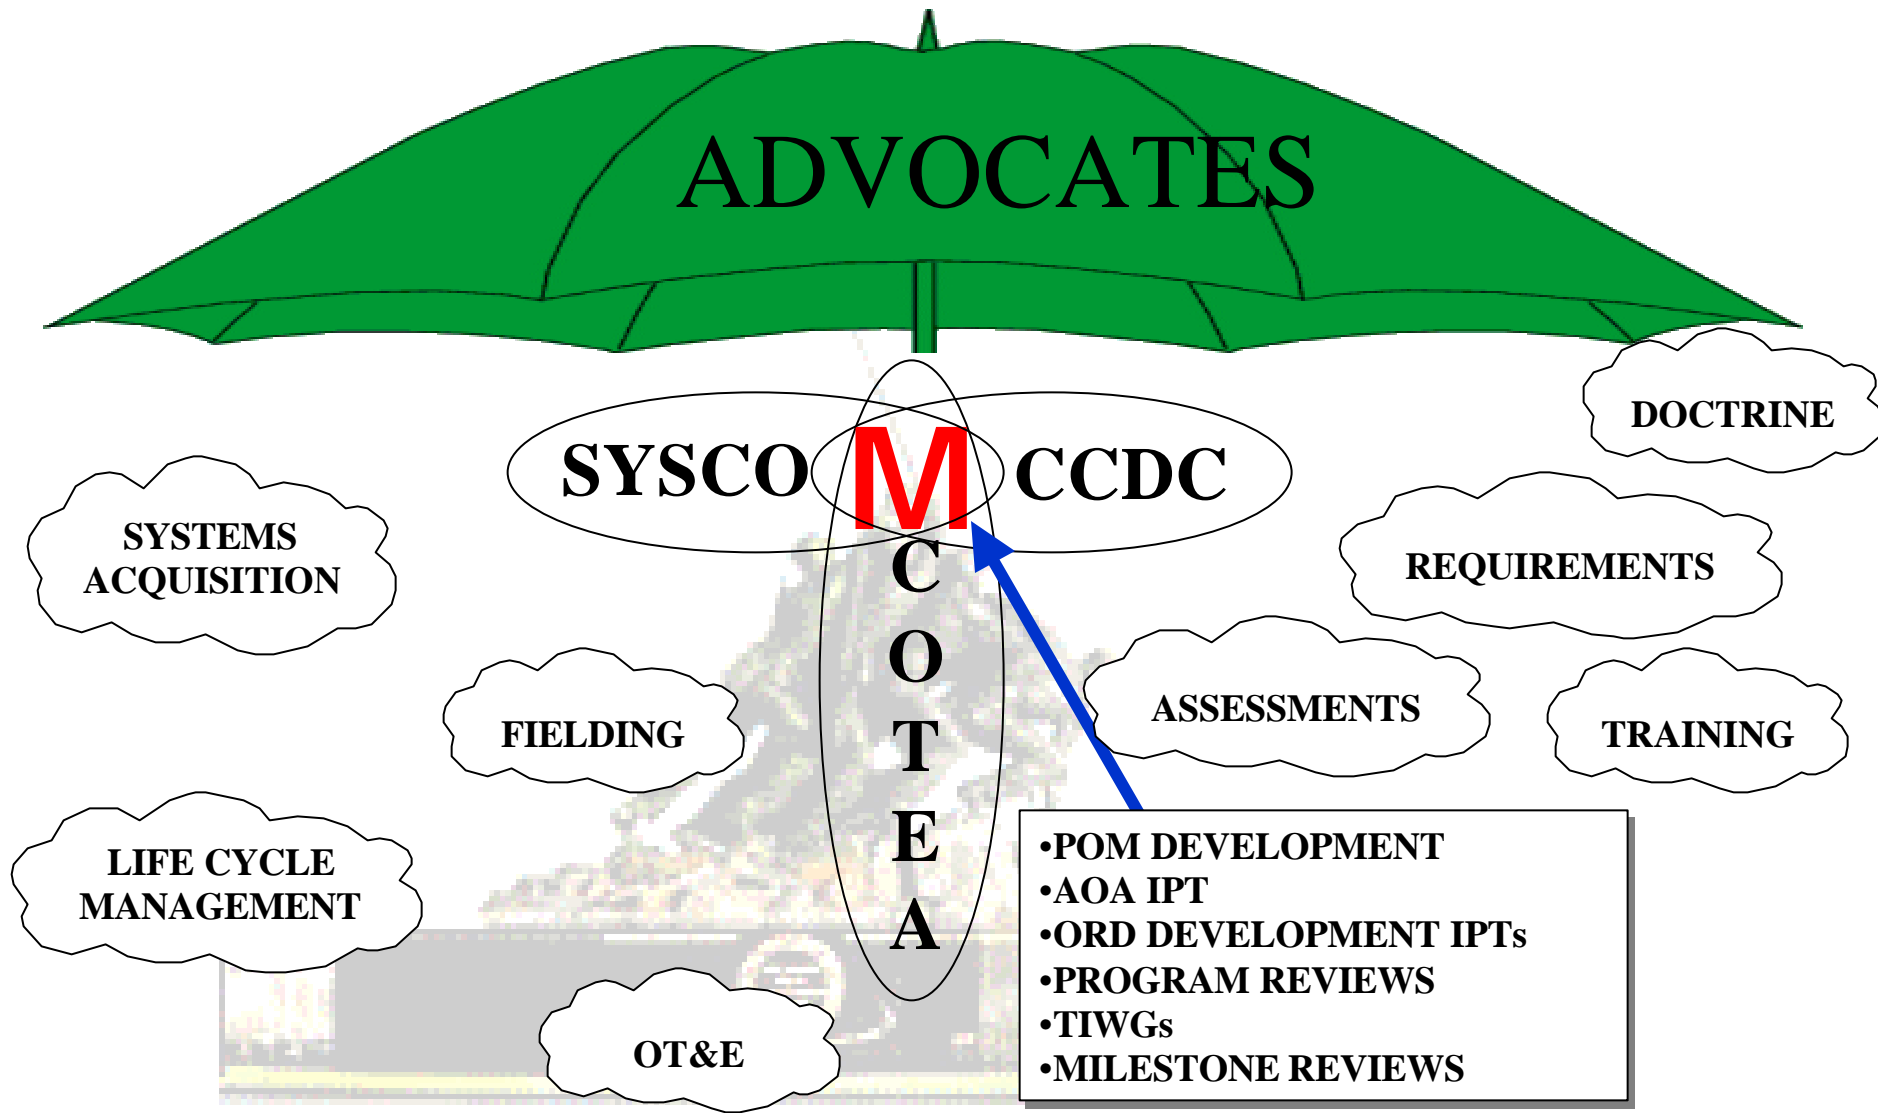 ADVOCATES
DOCTRINE
SYSCO M CCDC
C
O
T
E
A
SYSTEMS
ACQUISITION
REQUIREMENTS
FIELDING
ASSESSMENTS
TRAINING
LIFE CYCLE
MANAGEMENT
OT&E
•POM DEVELOPMENT
•AOA IPT
•ORD DEVELOPMENT IPTs
•PROGRAM REVIEWS
•TIWGs
•MILESTONE REVIEWS